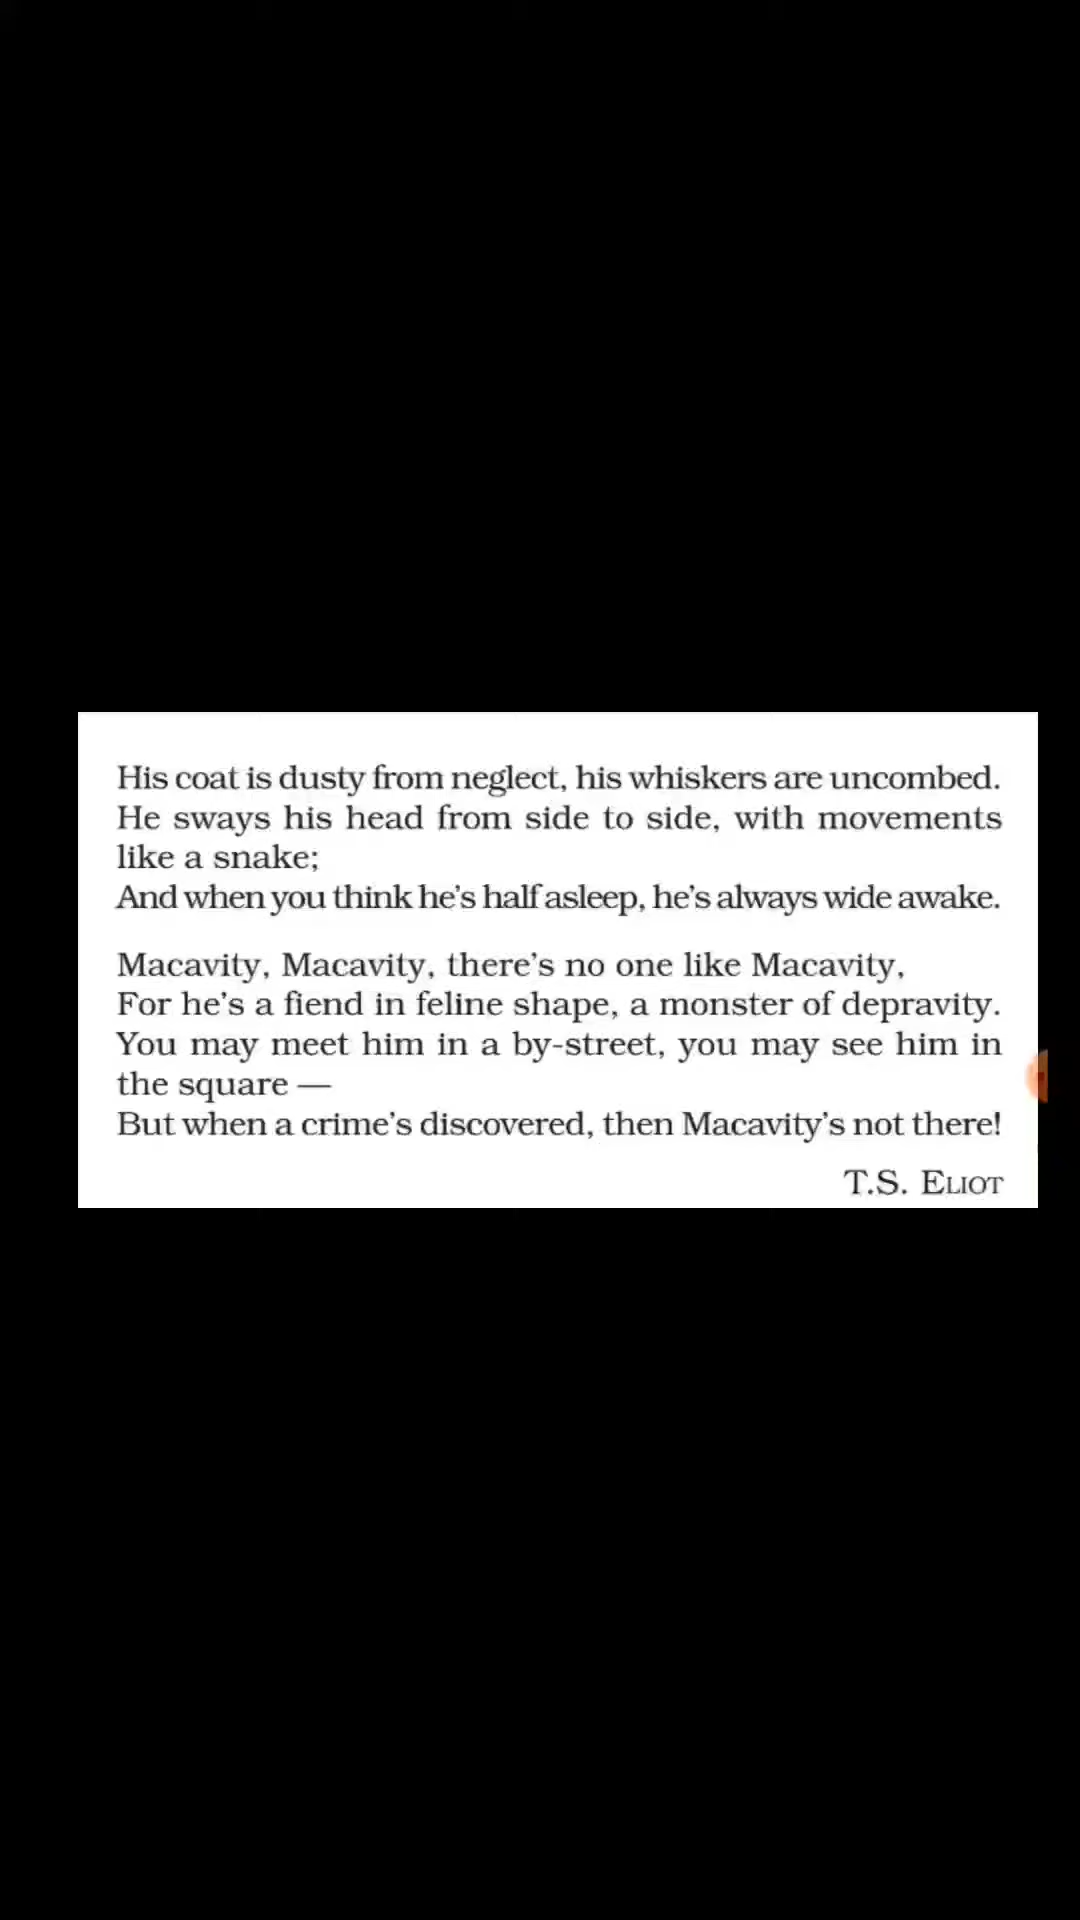 His coat is dusty from neglect, his whiskers are uncombed.
He sways his head from side to side, with movements
like a snake;
And when you think he's half asleep, he's always wide awake.
Macavity, Macavity, there's no one like Macavity,
For he's a fiend in feline shape, a monster of depravity.
You may meet him in a by-street, you may see him in
the square —
But when a crime's discovered, then Macavity's not there!
T.S. ELIOT